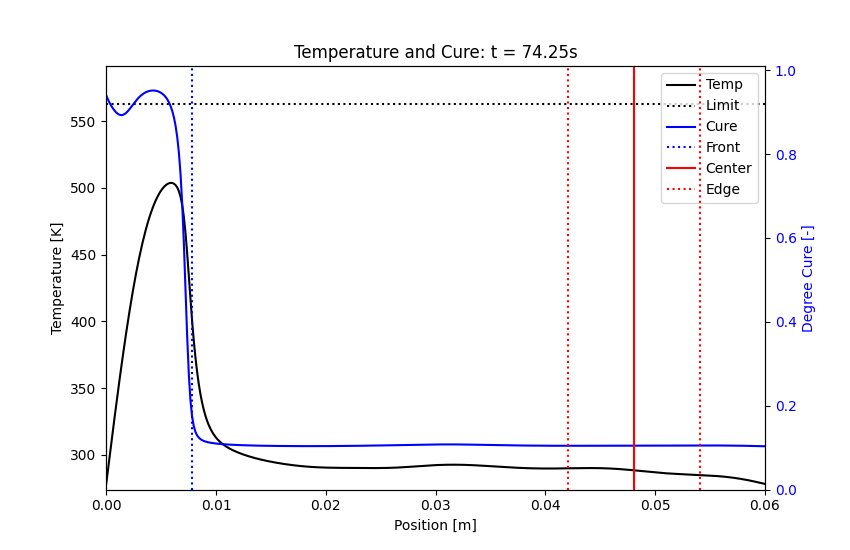 Temperature and Cure: t = 74.25s
Temperature [K]
550
500
450
400
350
300
1.0
0.8
0.6
0.4
0.2
0.0
Degree Cure [-]
Temp
Limit
Cure
Front
Center
Edge
0.00 0.01 0.02 0.03 0.04 0.05 0.06
Position [m]